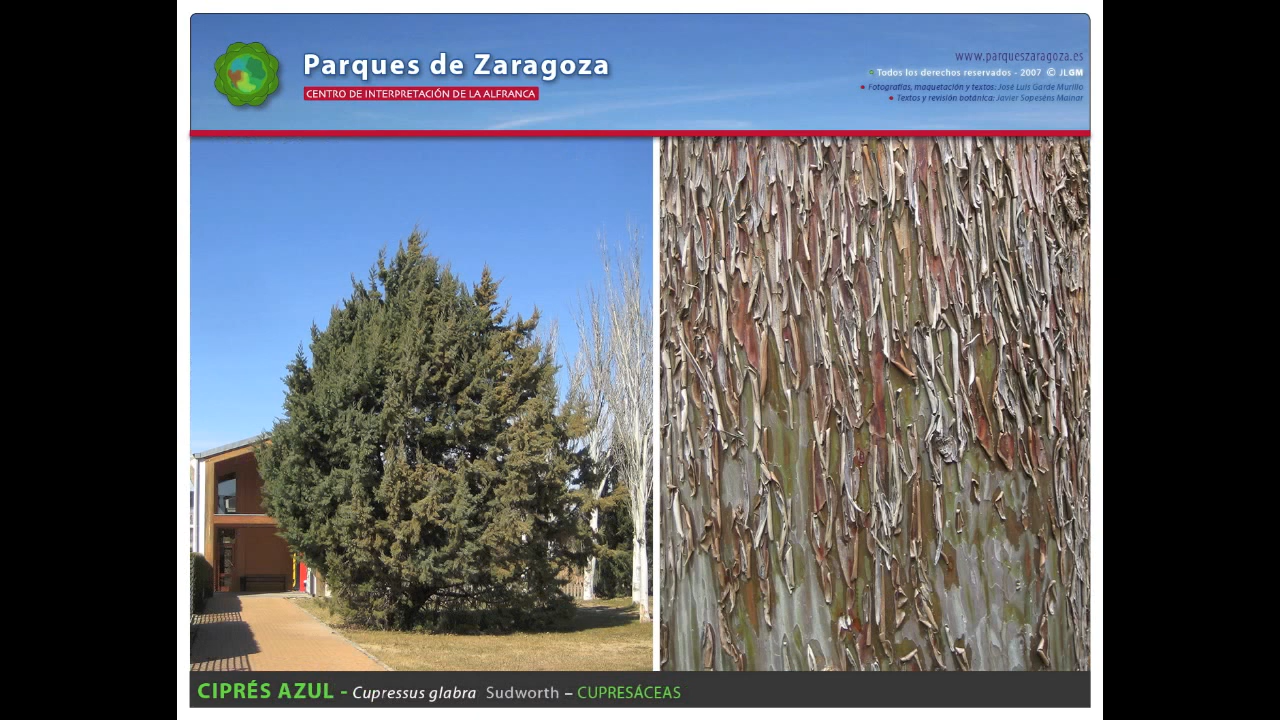 Parques de Zaragoza
CENTRO DE INTERPRETACIÓN DE LA ALFRANCA
www.parqueszaragoza.es
Todos los derechos reservados - 2007 © JLGM
Fotografías, maquetación y textos: José Luis Garde Murillo
Textos y revisión botánica: Javier Sopeséns Mainar
CIPRÉS AZUL - Cupressus glabra Sudworth – CUPRESÁCEAS